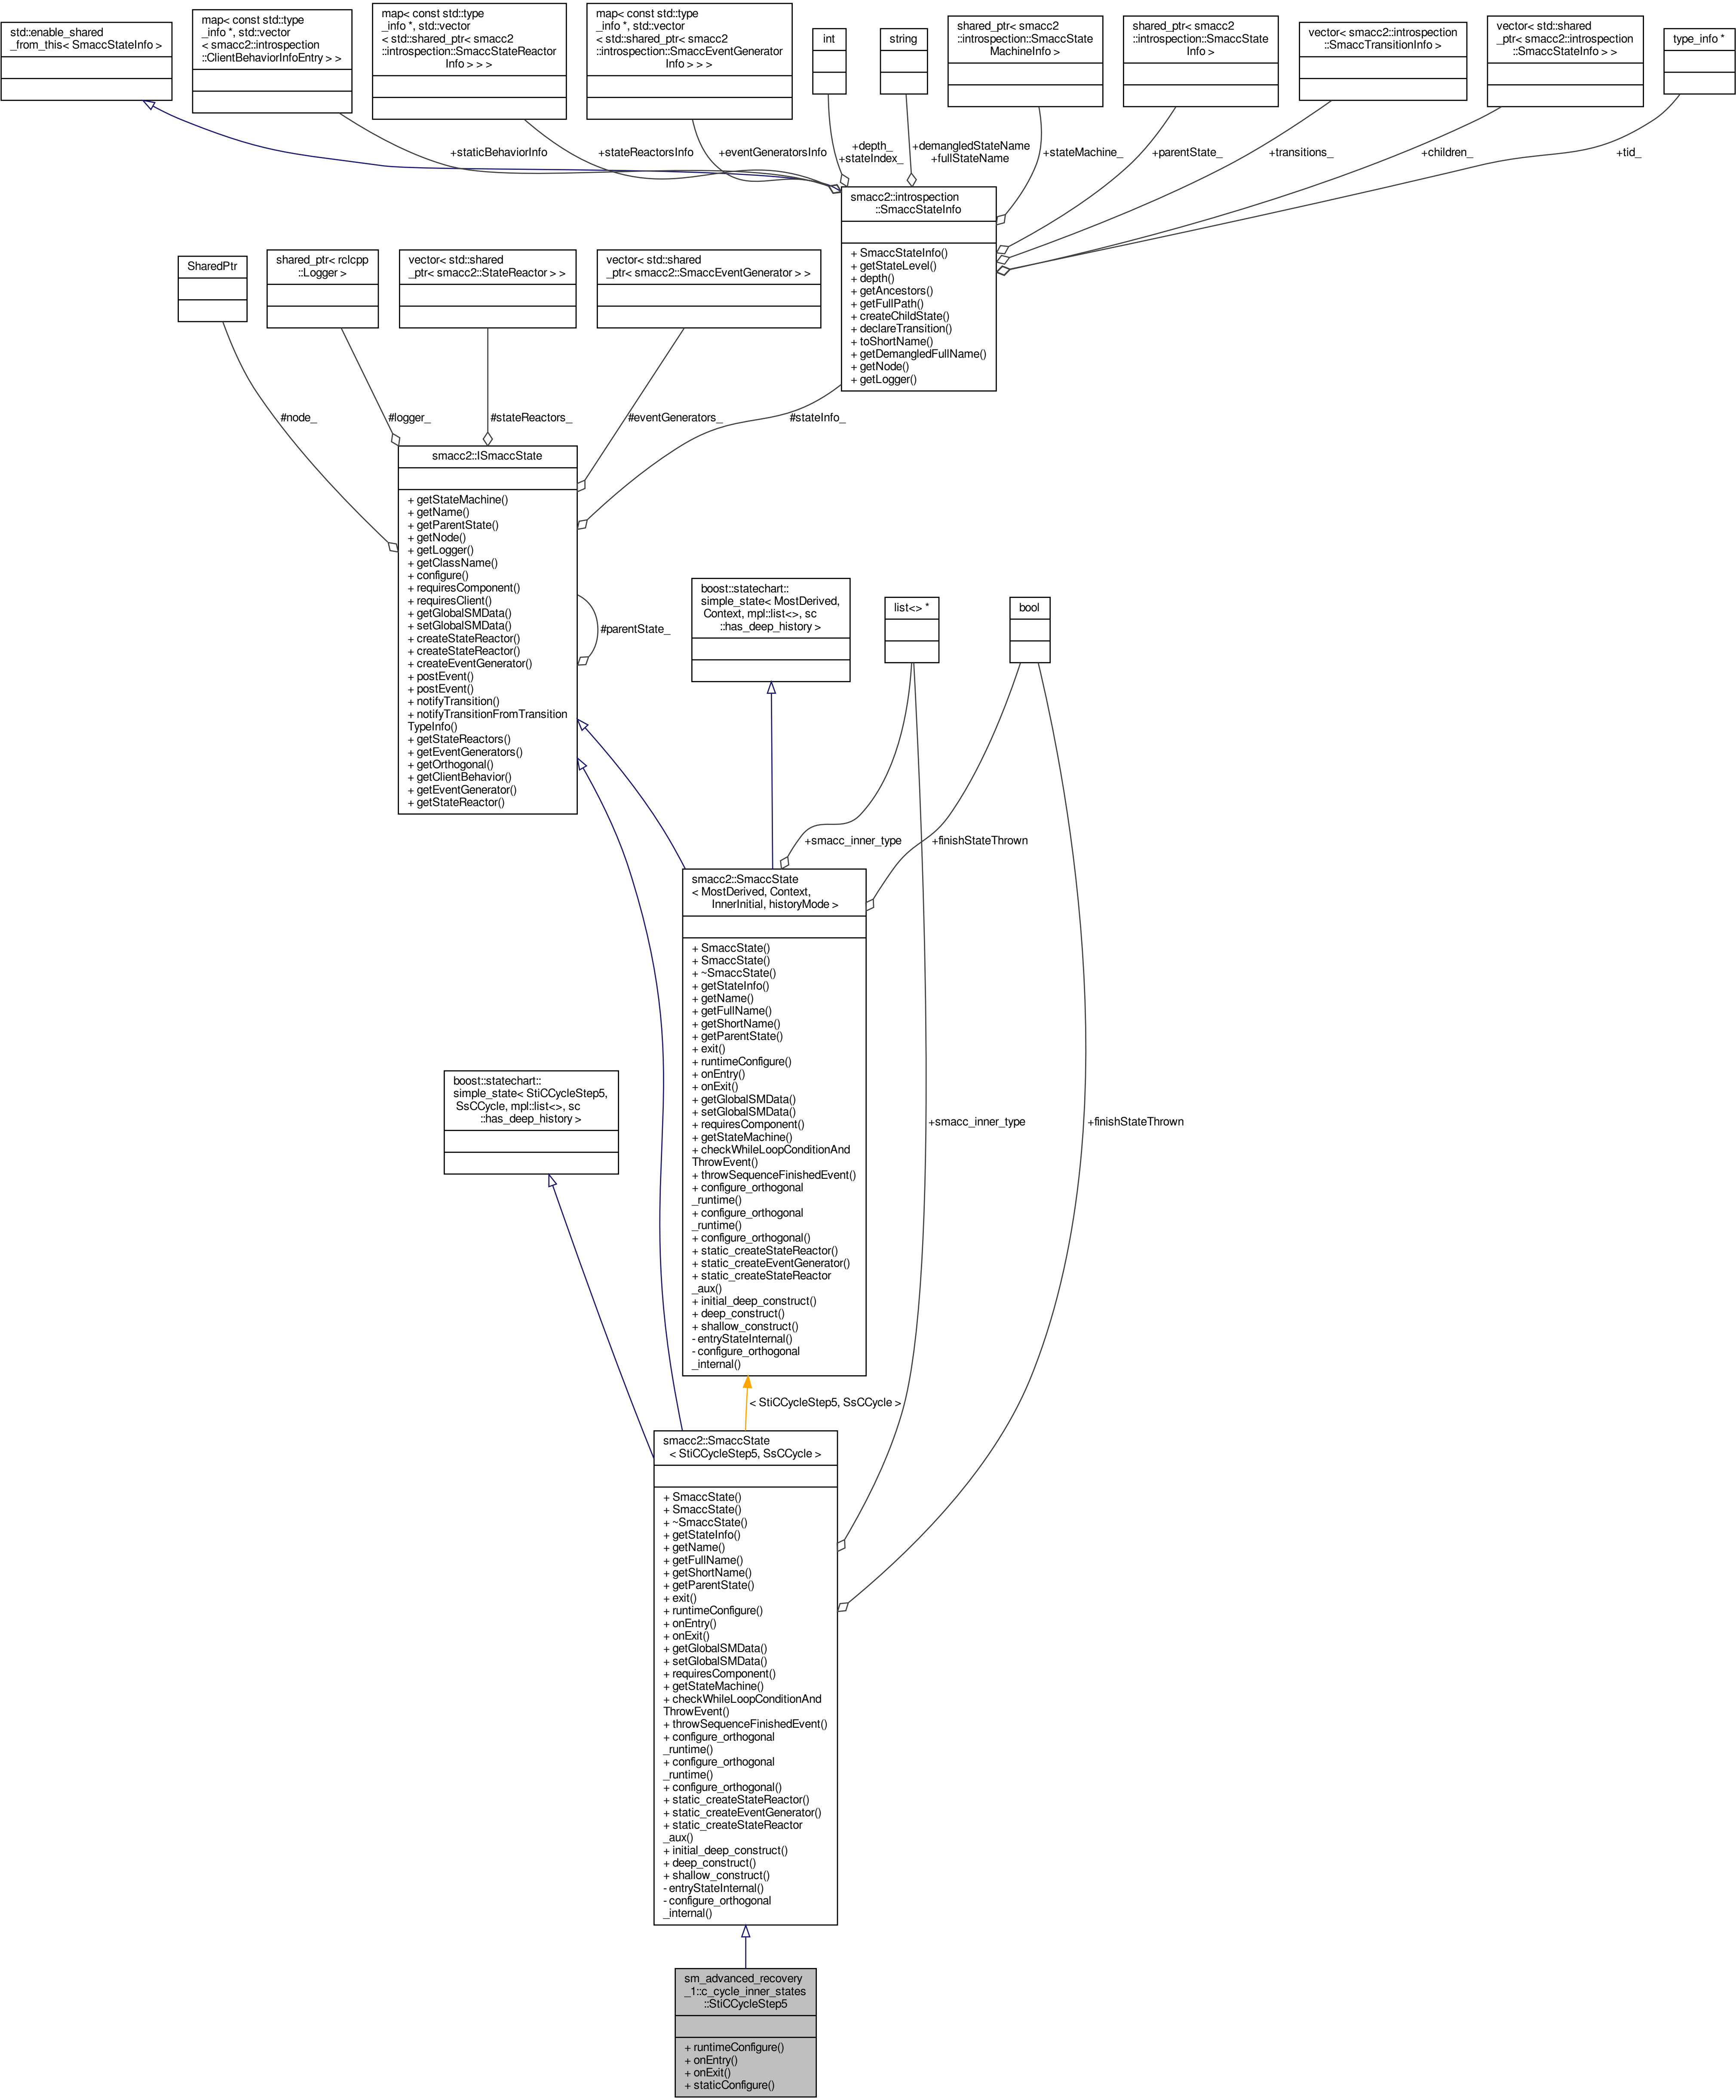 std::enable_shared
_from_this< SmaccStateInfo >
map< const std::type
_info *, std::vector
< smacc2::introspection
::ClientBehaviorInfoEntry > >
map< const std::type
_info *, std::vector
< std::shared_ptr< smacc2
::introspection::SmaccStateReactor
Info > > >
map< const std::type
_info *, std::vector
< std::shared_ptr< smacc2
::introspection::SmaccEventGenerator
Info > > >
int
string
shared_ptr< smacc2
::introspection::SmaccState
MachineInfo >
shared_ptr< smacc2
::introspection::SmaccState
Info >
vector< smacc2::introspection
::SmaccTransitionInfo >
vector< std::shared
_ptr< smacc2::introspection
::SmaccStateInfo > >
type_info *
+staticBehaviorInfo
+stateReactorsInfo
+eventGeneratorsInfo
+depth_
+stateIndex_
+demangledStateName
+fullStateName
+stateMachine_
+parentState_
+transitions_
+children_
+tid_
smacc2::introspection
::SmaccStateInfo
+ SmaccStateInfo()
+ getStateLevel()
+ depth()
+ getAncestors()
+ getFullPath()
+ createChildState()
+ declareTransition()
+ toShortName()
+ getDemangledFullName()
+ getNode()
+ getLogger()
SharedPtr
shared_ptr< rclcpp
::Logger >
vector< std::shared
_ptr< smacc2::StateReactor > >
vector< std::shared
_ptr< smacc2::SmaccEventGenerator > >
#node_
#logger_
#stateReactors_
#eventGenerators_
#stateInfo_
smacc2::ISmaccState
+ getStateMachine()
+ getName()
+ getParentState()
+ getNode()
+ getLogger()
+ getClassName()
+ configure()
+ requiresComponent()
+ requiresClient()
+ getGlobalSMData()
+ setGlobalSMData()
+ createStateReactor()
+ createStateReactor()
+ createEventGenerator()
+ postEvent()
+ postEvent()
+ notifyTransition()
+ notifyTransitionFromTransition
TypeInfo()
+ getStateReactors()
+ getEventGenerators()
+ getOrthogonal()
+ getClientBehavior()
+ getEventGenerator()
+ getStateReactor()
#parentState_
boost::statechart::
simple_state< MostDerived,
Context, mpl::list<>, sc
::has_deep_history >
list<> *
bool
+smacc_inner_type
+finishStateThrown
smacc2::SmaccState
< MostDerived, Context,
InnerInitial, historyMode >
+ SmaccState()
+ SmaccState()
+ ~SmaccState()
+ getStateInfo()
+ getName()
+ getFullName()
+ getShortName()
+ getParentState()
+ exit()
+ runtimeConfigure()
+ onEntry()
+ onExit()
+ getGlobalSMData()
+ setGlobalSMData()
+ requiresComponent()
+ getStateMachine()
+ checkWhileLoopConditionAnd
ThrowEvent()
+ throwSequenceFinishedEvent()
+ configure_orthogonal
_runtime()
+ configure_orthogonal
_runtime()
+ configure_orthogonal()
+ static_createStateReactor()
+ static_createEventGenerator()
+ static_createStateReactor
_aux()
+ initial_deep_construct()
+ deep_construct()
+ shallow_construct()
- entryStateInternal()
- configure_orthogonal
_internal()
boost::statechart::
simple_state< StiCCycleStep5,
SsCCycle, mpl::list<>, sc
::has_deep_history >
+smacc_inner_type
+finishStateThrown
< StiCCycleStep5, SsCCycle >
smacc2::SmaccState
< StiCCycleStep5, SsCCycle >
+ SmaccState()
+ SmaccState()
+ ~SmaccState()
+ getStateInfo()
+ getName()
+ getFullName()
+ getShortName()
+ getParentState()
+ exit()
+ runtimeConfigure()
+ onEntry()
+ onExit()
+ getGlobalSMData()
+ setGlobalSMData()
+ requiresComponent()
+ getStateMachine()
+ checkWhileLoopConditionAnd
ThrowEvent()
+ throwSequenceFinishedEvent()
+ configure_orthogonal
_runtime()
+ configure_orthogonal
_runtime()
+ configure_orthogonal()
+ static_createStateReactor()
+ static_createEventGenerator()
+ static_createStateReactor
_aux()
+ initial_deep_construct()
+ deep_construct()
+ shallow_construct()
- entryStateInternal()
- configure_orthogonal
_internal()
sm_advanced_recovery
_1::c_cycle_inner_states
::StiCCycleStep5
+ runtimeConfigure()
+ onEntry()
+ onExit()
+ staticConfigure()